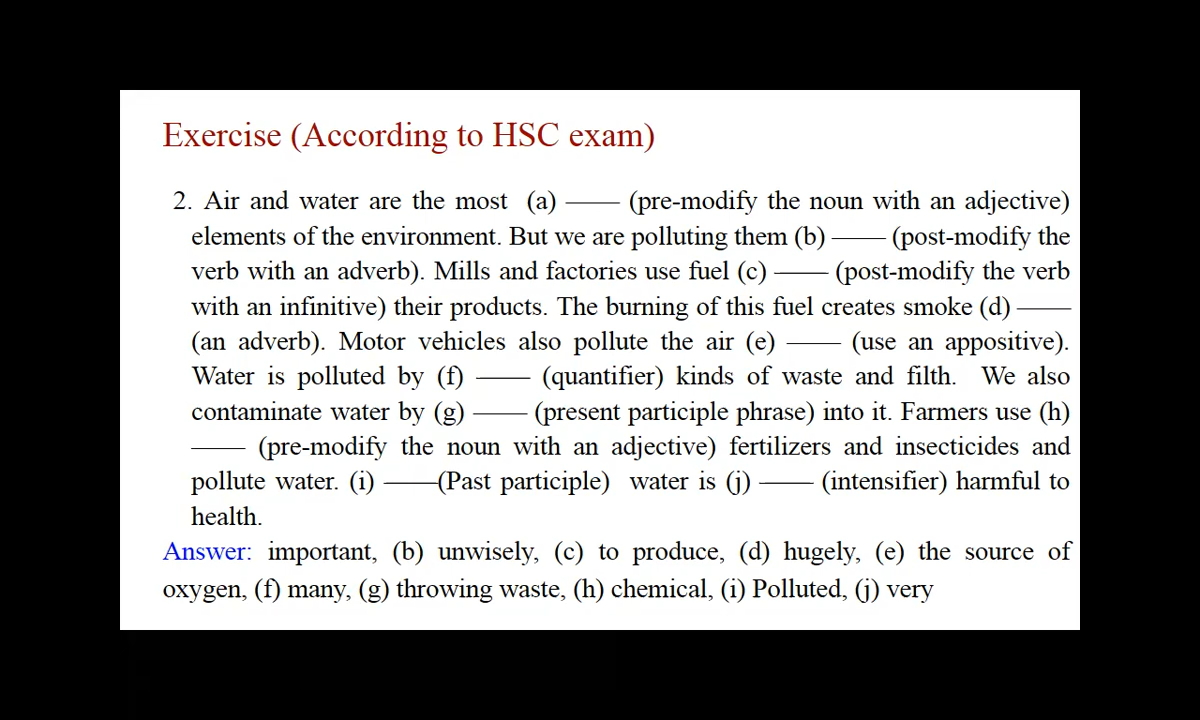 Exercise (According to HSC exam)
2. Air and water are the most (a) —— (pre-modify the noun with an adjective)
elements of the environment. But we are polluting them (b) —— (post-modify the
verb with an adverb). Mills and factories use fuel (c) —— (post-modify the verb
with an infinitive) their products. The burning of this fuel creates smoke (d) ——
(an adverb). Motor vehicles also pollute the air (e) —— (use an appositive).
Water is polluted by (f) —— (quantifier) kinds of waste and filth. We also
contaminate water by (g) —— (present participle phrase) into it. Farmers use (h)
—— (pre-modify the noun with an adjective) fertilizers and insecticides and
pollute water. (i) ——(Past participle) water is (j) —— (intensifier) harmful to
health.
Answer: important, (b) unwisely, (c) to produce, (d) hugely, (e) the source of
oxygen, (f) many, (g) throwing waste, (h) chemical, (i) Polluted, (j) very